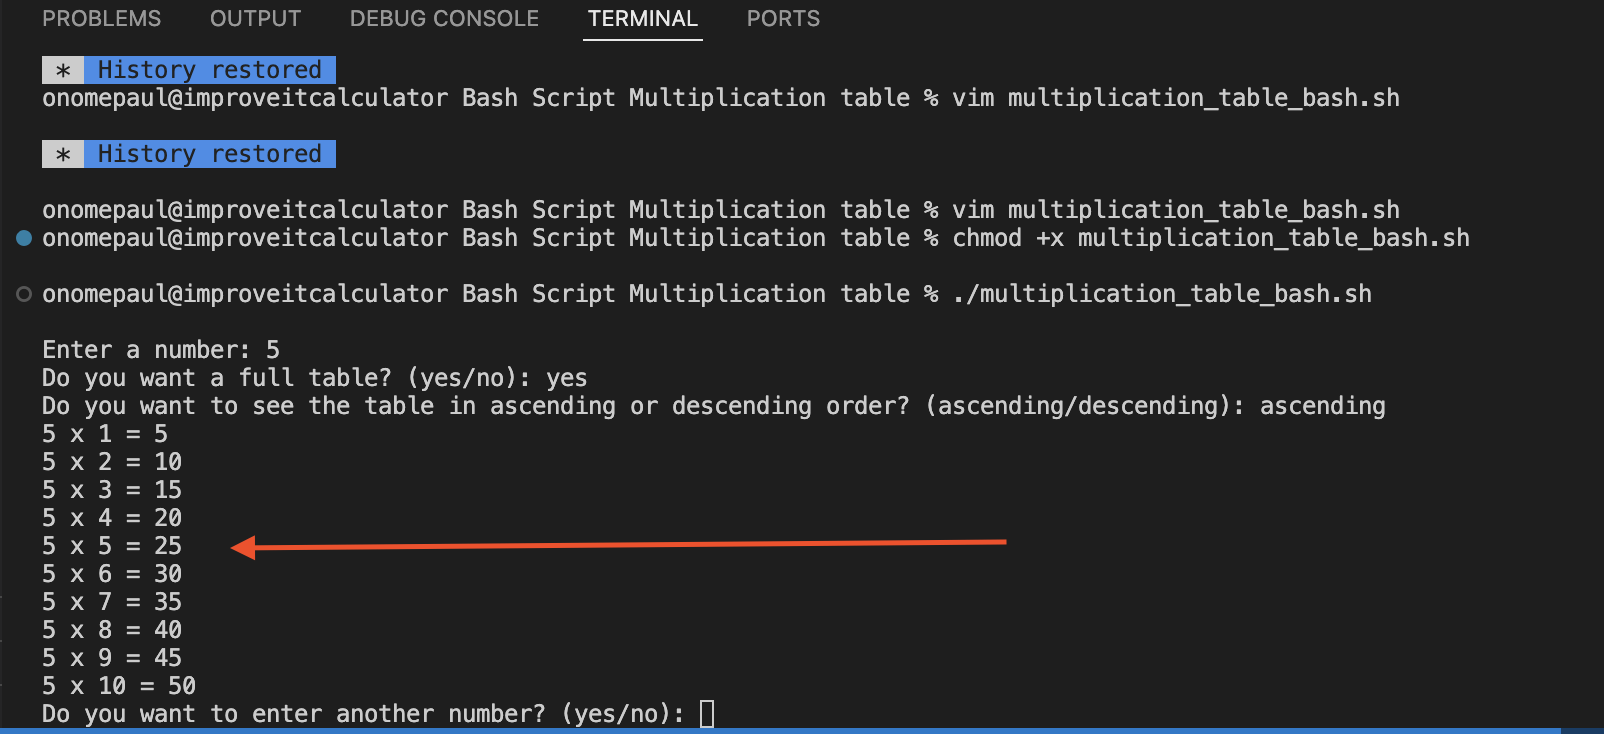 PROBLEMS OUTPUT DEBUG CONSOLE TERMINAL PORTS
* History restored
onomepaul@improveitcalculator Bash Script Multiplication table % vim multiplication_table_bash.sh
* History restored
onomepaul@improveitcalculator Bash Script Multiplication table % vim multiplication_table_bash.sh
onomepaul@improveitcalculator Bash Script Multiplication table % chmod +x multiplication_table_bash.sh
onomepaul@improveitcalculator Bash Script Multiplication table % ./multiplication_table_bash.sh
Enter a number: 5
Do you want a full table? (yes/no): yes
Do you want to see the table in ascending or descending order? (ascending/descending): ascending
5 x 1 = 5
5 x 2 = 10
5 x 3 = 15
5 x 4 = 20
5 x 5 = 25
5 x 6 = 30
5 x 7 = 35
5 x 8 = 40
5 x 9 = 45
5 x 10 = 50
Do you want to enter another number? (yes/no):